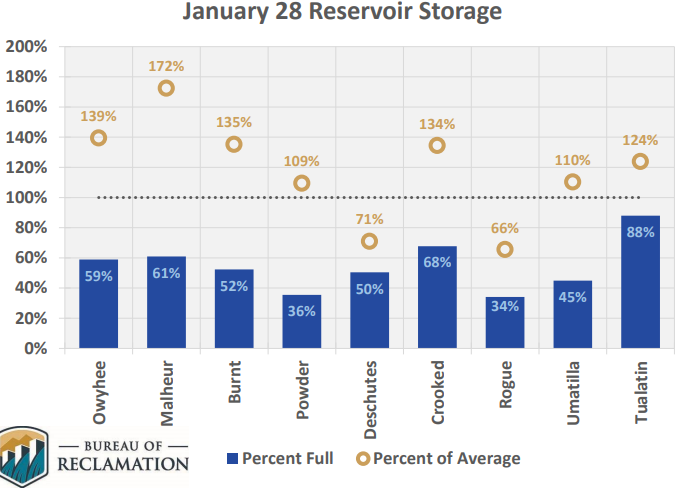 January 28 Reservoir Storage
200%
180%
160%
140%
120%
100%
80%
60%
40%
20%
0%
139%
172%
135%
109%
71%
134%
66%
110%
124%
59%
61%
52%
36%
50%
68%
34%
45%
88%
Owyhee
Malheur
Burnt
Powder
Deschutes
Crooked
Rogue
Umatilla
Tualatin
BUREAU OF
RECLAMATION
Percent Full
Percent of Average